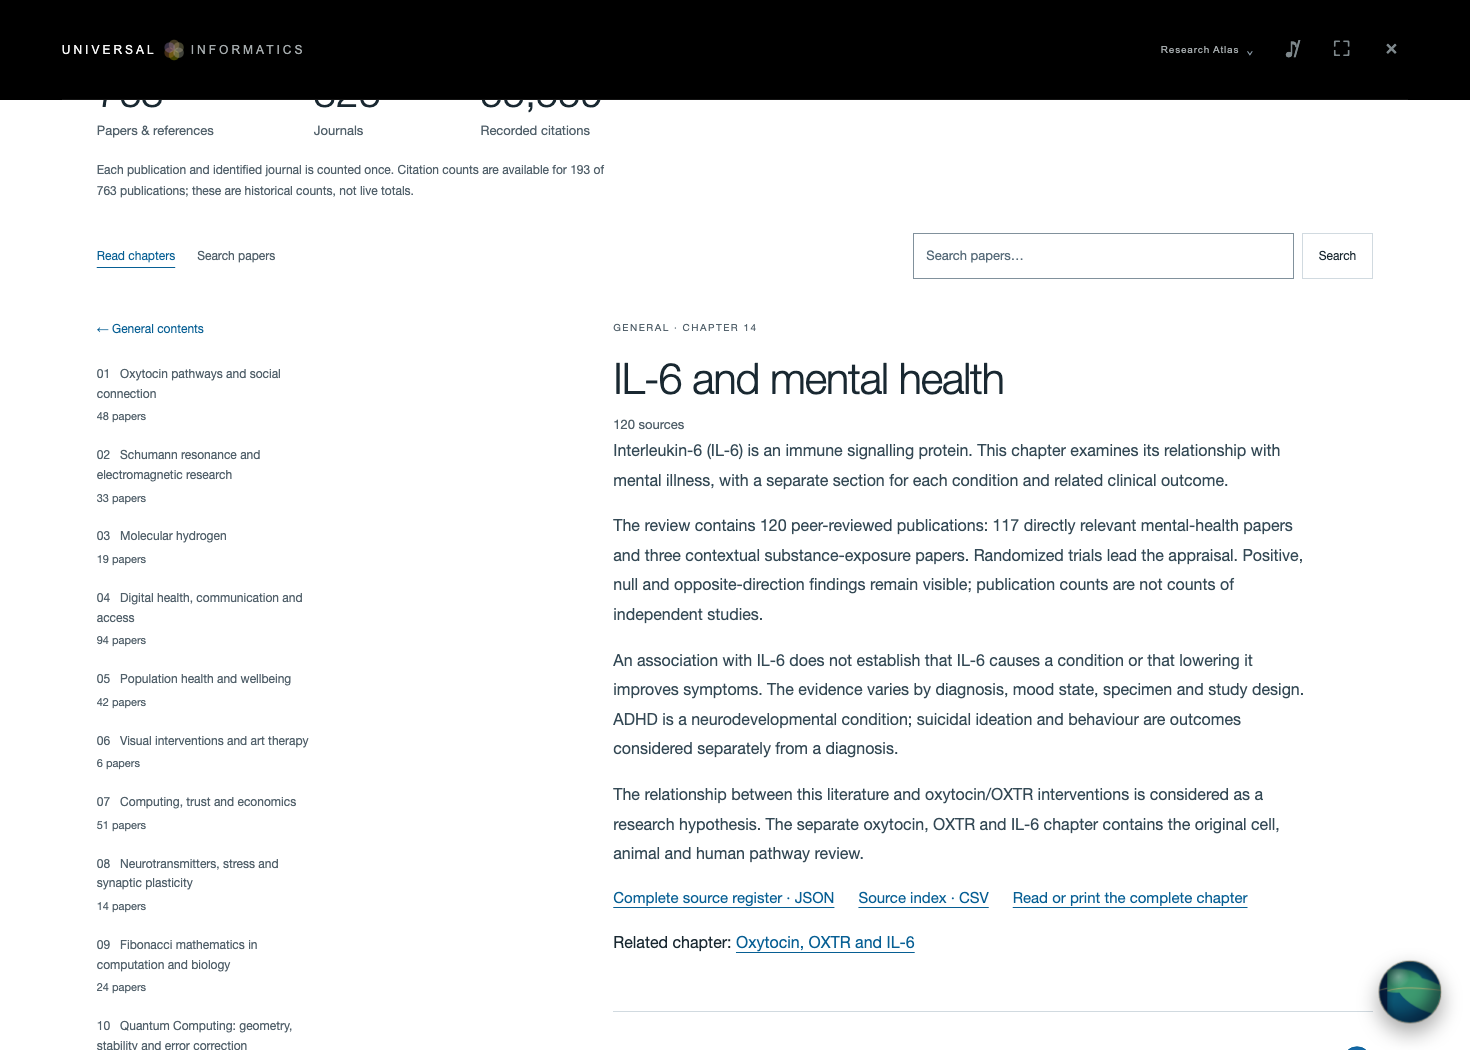 UNIVERSAL INFORMATICS
Research Atlas
Papers & references
Journals
Recorded citations
Each publication and identified journal is counted once. Citation counts are available for 193 of
763 publications; these are historical counts, not live totals.
Read chapters
Search papers
Search papers...
Search
← General contents
01 Oxytocin pathways and social
connection
48 papers
02 Schumann resonance and
electromagnetic research
33 papers
03 Molecular hydrogen
19 papers
04 Digital health, communication and
access
94 papers
05 Population health and wellbeing
42 papers
06 Visual interventions and art therapy
6 papers
07 Computing, trust and economics
51 papers
08 Neurotransmitters, stress and
synaptic plasticity
14 papers
09 Fibonacci mathematics in
computation and biology
24 papers
10 Quantum Computing: geometry,
stability and error correction
GENERAL · CHAPTER 14
IL-6 and mental health
120 sources
Interleukin-6 (IL-6) is an immune signalling protein. This chapter examines its relationship with
mental illness, with a separate section for each condition and related clinical outcome.
The review contains 120 peer-reviewed publications: 117 directly relevant mental-health papers
and three contextual substance-exposure papers. Randomized trials lead the appraisal. Positive,
null and opposite-direction findings remain visible; publication counts are not counts of
independent studies.
An association with IL-6 does not establish that IL-6 causes a condition or that lowering it
improves symptoms. The evidence varies by diagnosis, mood state, specimen and study design.
ADHD is a neurodevelopmental condition; suicidal ideation and behaviour are outcomes
considered separately from a diagnosis.
The relationship between this literature and oxytocin/OXTR interventions is considered as a
research hypothesis. The separate oxytocin, OXTR and IL-6 chapter contains the original cell,
animal and human pathway review.
Complete source register · JSON
Source index · CSV
Read or print the complete chapter
Related chapter: Oxytocin, OXTR and IL-6